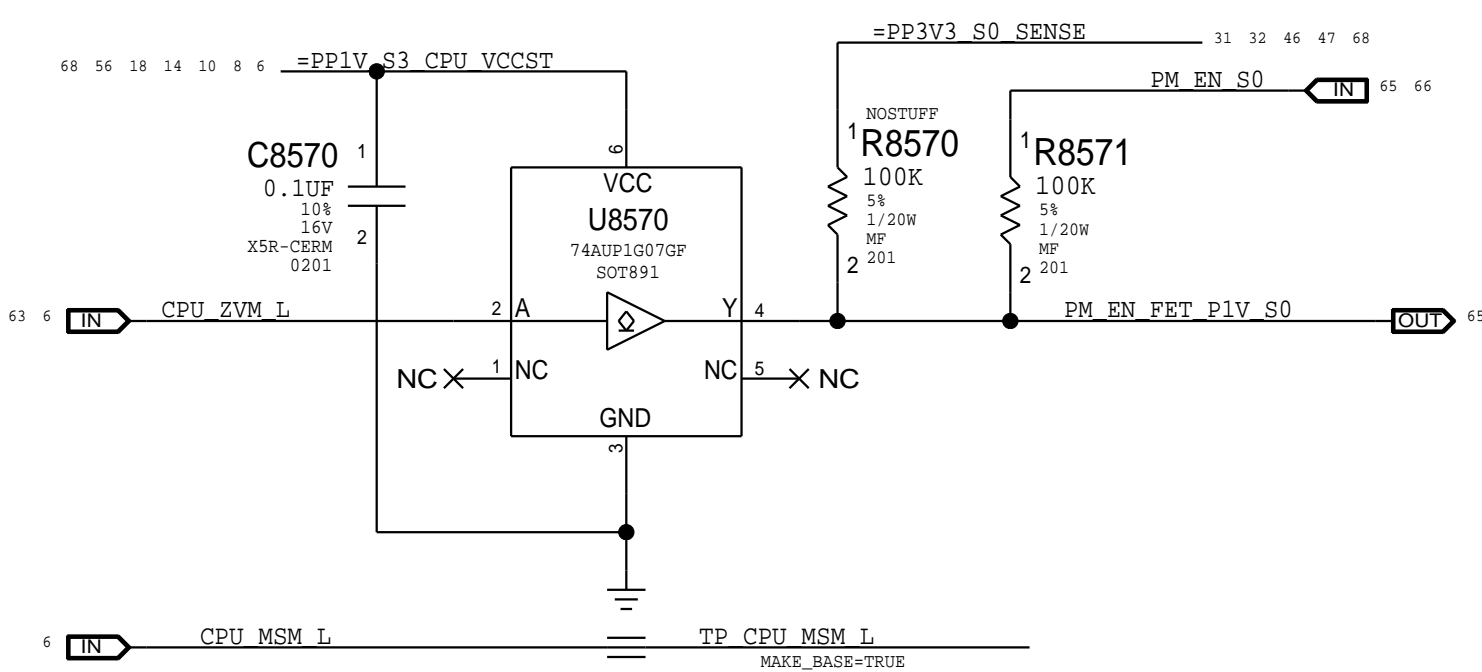 =PP3V3_S0_SENSE 31 32 46 47 68
68 56 18 14 10 8 6 =PP1V_S3_CPU_VCCST
PM_EN_S0 IN 65 66
NOSTUFF
1 R8570
100K
5%
1/20W
MF
2 201
1 R8571
100K
5%
1/20W
MF
2 201
C8570 1
0.1UF
10%
16V 2
X5R-CERM
0201
6
VCC
U8570
74AUP1G07GF
SOT891
63 6 IN CPU_ZVM_L 2 A Y 4 PM_EN_FET_P1V_S0 OUT 65
NC 1 NC NC 5 NC
GND
3
6 IN CPU_MSM_L TP_CPU_MSM_L
MAKE_BASE=TRUE